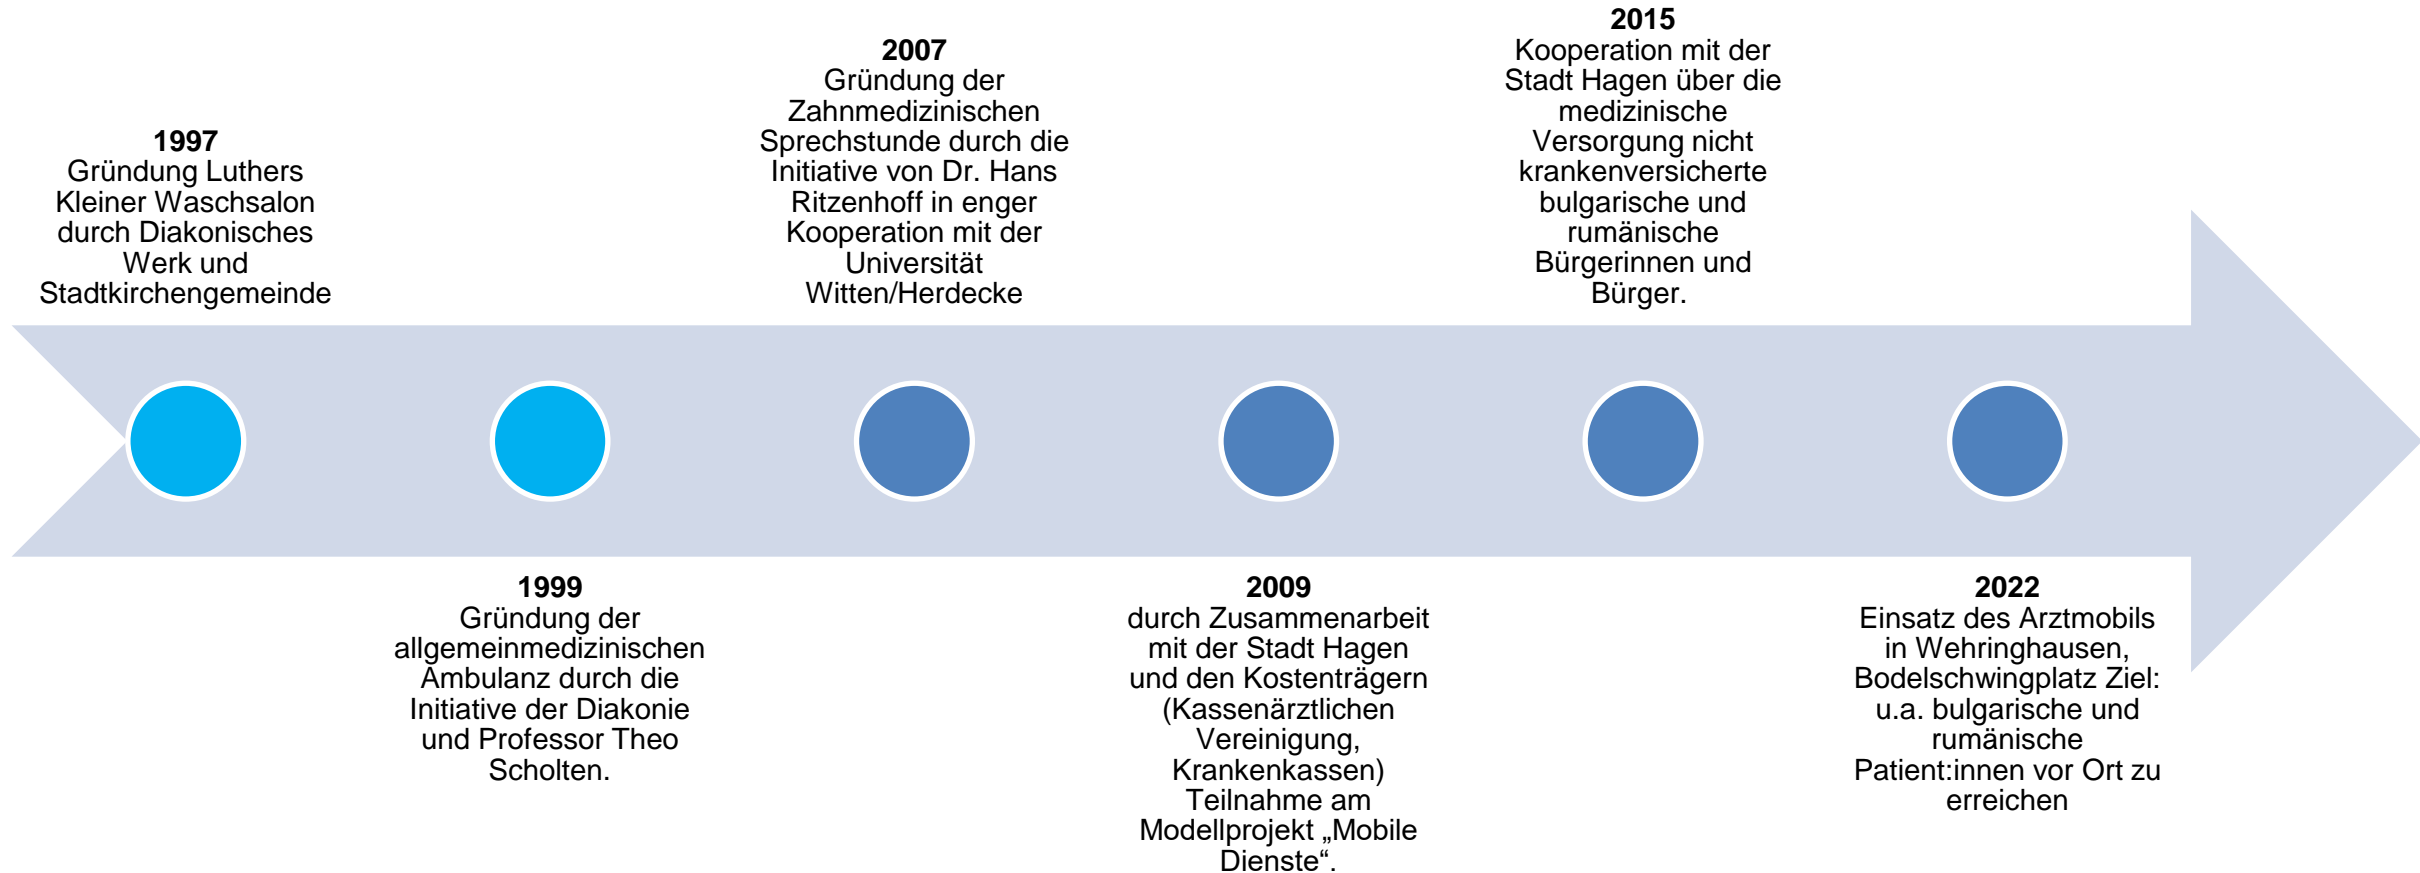 1997
Gründung Luthers
Kleiner Waschsalon
durch Diakonisches
Werk und
Stadtkirchengemeinde
1999
Gründung der
allgemeinmedizinischen
Ambulanz durch die
Initiative der Diakonie
und Professor Theo
Scholten.
2007
Gründung der
Zahnmedizinischen
Sprechstunde durch die
Initiative von Dr. Hans
Ritzenhoff in enger
Kooperation mit der
Universität
Witten/Herdecke
2009
durch Zusammenarbeit
mit der Stadt Hagen
und den Kostenträgern
(Kassenärztlichen
Vereinigung,
Krankenkassen)
Teilnahme am
Modellprojekt „Mobile
Dienste“.
2015
Kooperation mit der
Stadt Hagen über die
medizinische
Versorgung nicht
krankenversicherte
bulgarische und
rumänische
Bürgerinnen und
Bürger.
2022
Einsatz des Arztmobils
in Wehringhausen,
Bodelschwingplatz Ziel:
u.a. bulgarische und
rumänische
Patient:innen vor Ort zu
erreichen